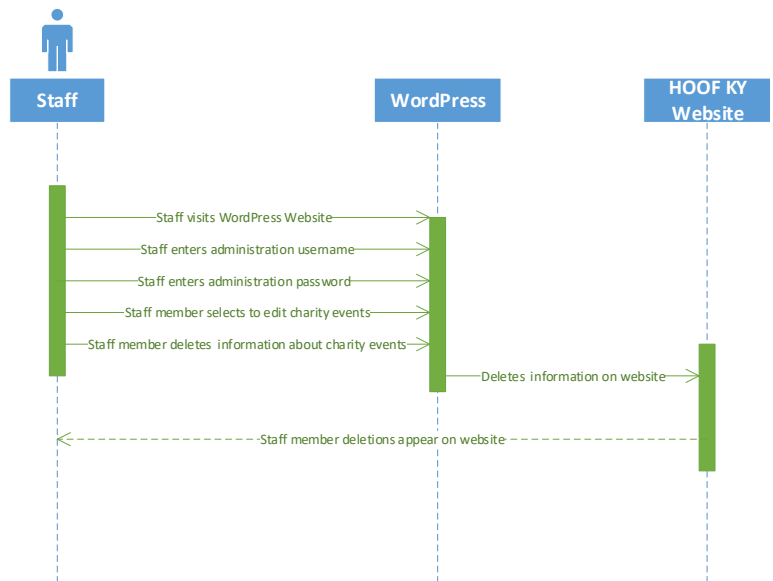 Staff
WordPress
HOOF KY
Website
Staff visits WordPress Website
Staff enters administration username
Staff enters administration password
Staff member selects to edit charity events
Staff member deletes information about charity events
Deletes information on website
Staff member deletions appear on website